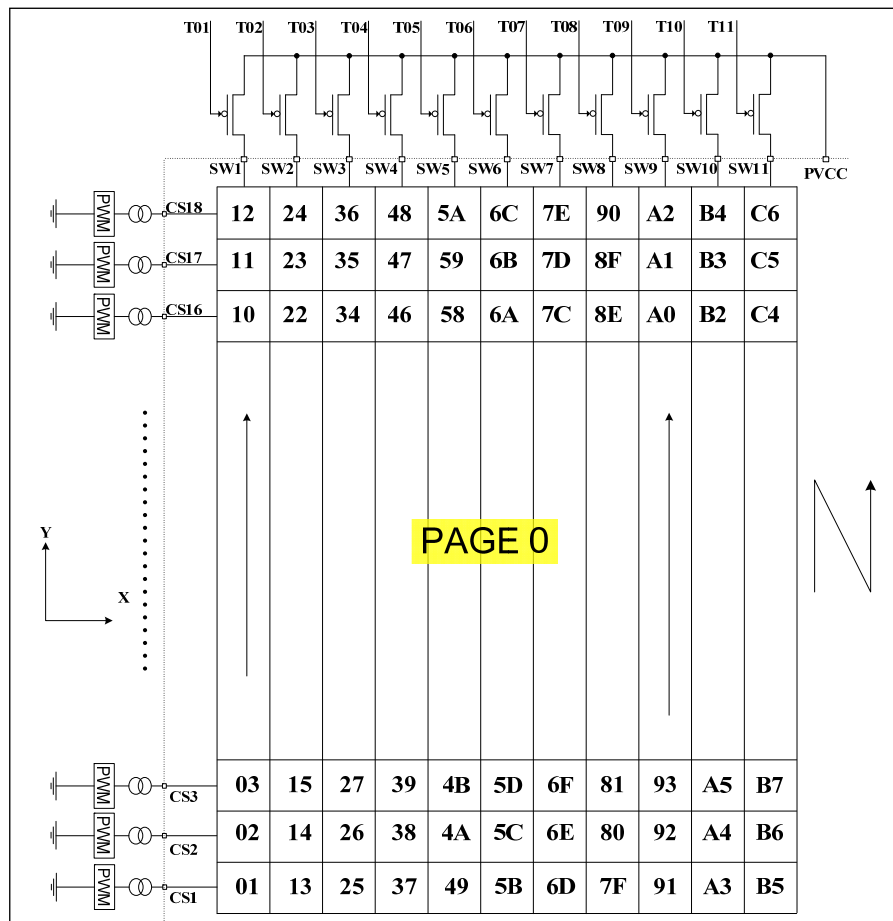 T01 T02 T03 T04 T05 T06 T07 T08 T09 T10 T11
SW1 SW2 SW3 SW4 SW5 SW6 SW7 SW8 SW9 SW10 SW11 PVCC
PWM CS18 12 24 36 48 5A 6C 7E 90 A2 B4 C6
PWM CS17 11 23 35 47 59 6B 7D 8F A1 B3 C5
PWM CS16 10 22 34 46 58 6A 7C 8E A0 B2 C4
PAGE 0
Y
X
PWM CS3 03 15 27 39 4B 5D 6F 81 93 A5 B7
PWM CS2 02 14 26 38 4A 5C 6E 80 92 A4 B6
PWM CS1 01 13 25 37 49 5B 6D 7F 91 A3 B5